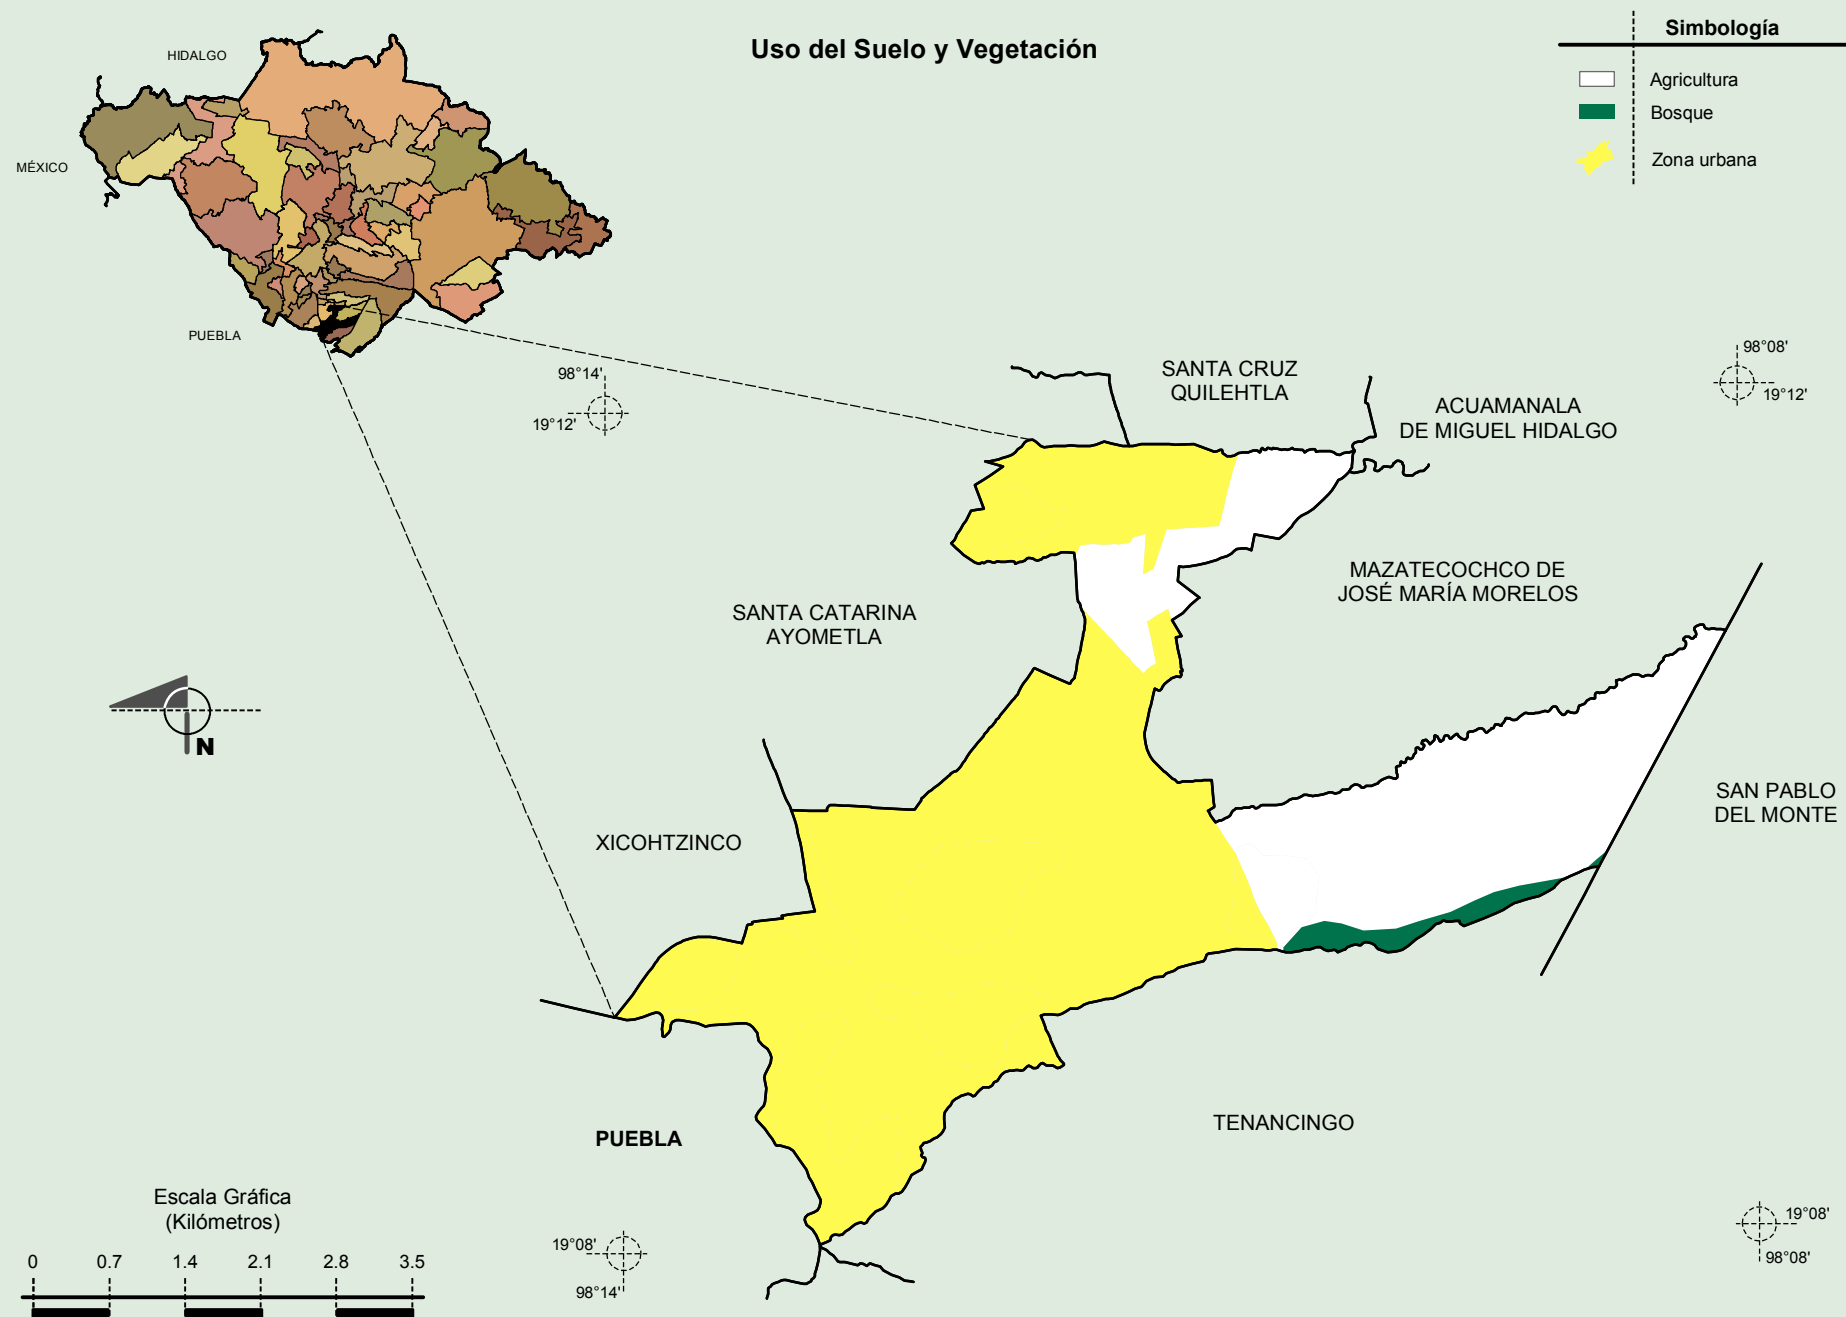 Uso del Suelo y Vegetación
Simbología
Agricultura
Bosque
Zona urbana
HIDALGO
MÉXICO
PUEBLA
98°14'
19°12'
98°08'
19°12'
SANTA CRUZ
QUILEHTLA
ACUAMANALA
DE MIGUEL HIDALGO
MAZATECOCHCO DE
JOSÉ MARÍA MORELOS
SANTA CATARINA
AYOMETLA
N
XICOHTZINCO
SAN PABLO
DEL MONTE
TENANCINGO
PUEBLA
Escala Gráfica
(Kilómetros)
0 0.7 1.4 2.1 2.8 3.5
19°08'
98°14'
19°08'
98°08'